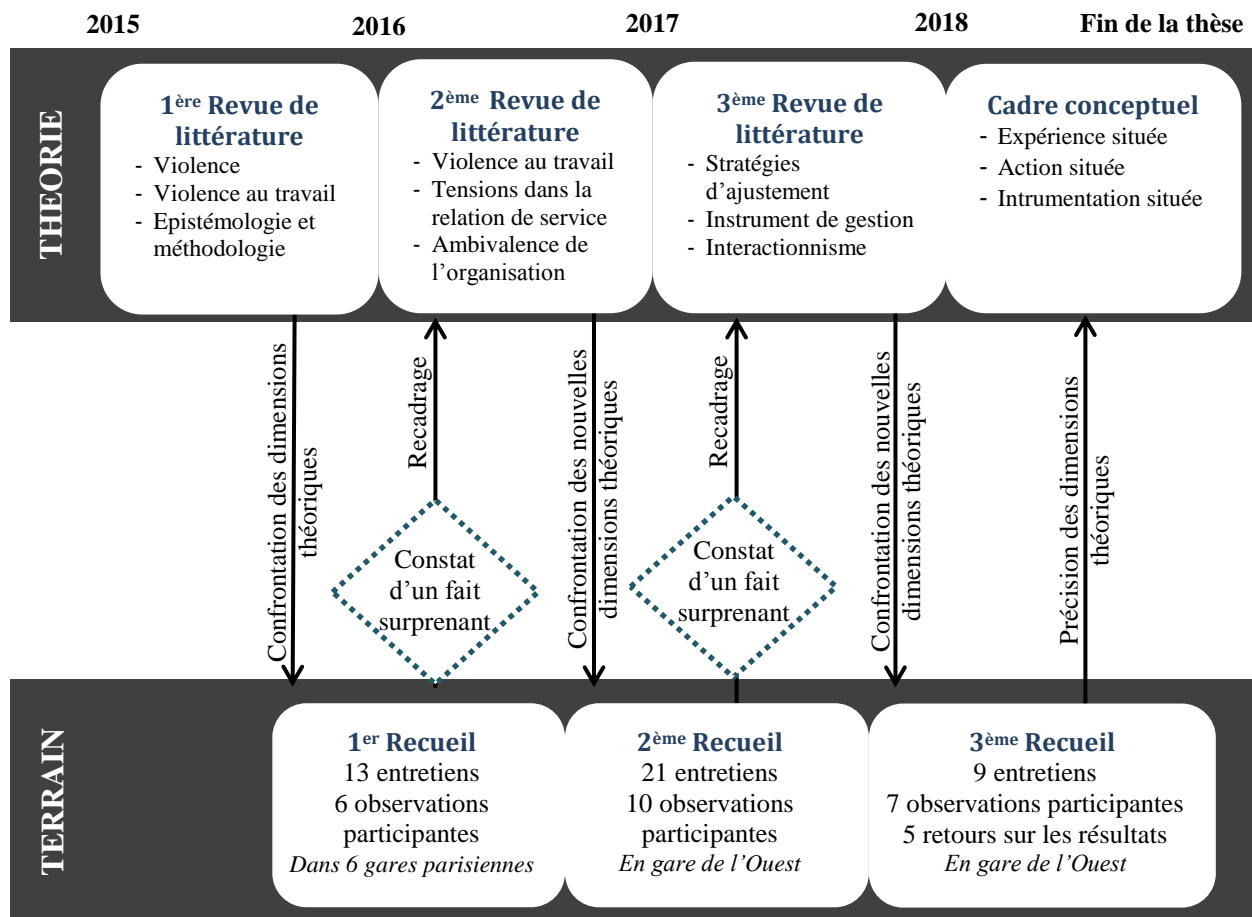 2015 2016 2017 2018 Fin de la thèse
THEORIE
1ère Revue de
littérature
- Violence
- Violence au travail
- Epistémologie et
méthodologie
2ème Revue de
littérature
- Violence au travail
- Tensions dans la
relation de service
- Ambivalence de
l’organisation
3ème Revue de
littérature
- Stratégies
d’ajustement
- Instrument de gestion
- Interactionnisme
Cadre conceptuel
- Expérience située
- Action située
- Intrumentation située
Confrontation des dimensions
théoriques
Recadrage
Constat
d’un fait
surprenant
Confrontation des nouvelles
dimensions théoriques
Recadrage
Constat
d’un fait
surprenant
Confrontation des nouvelles
dimensions théoriques
Précision des dimensions
théoriques
TERRAIN
1er Recueil
13 entretiens
6 observations
participantes
Dans 6 gares parisiennes
2ème Recueil
21 entretiens
10 observations
participantes
En gare de l’Ouest
3ème Recueil
9 entretiens
7 observations participantes
5 retours sur les résultats
En gare de l’Ouest